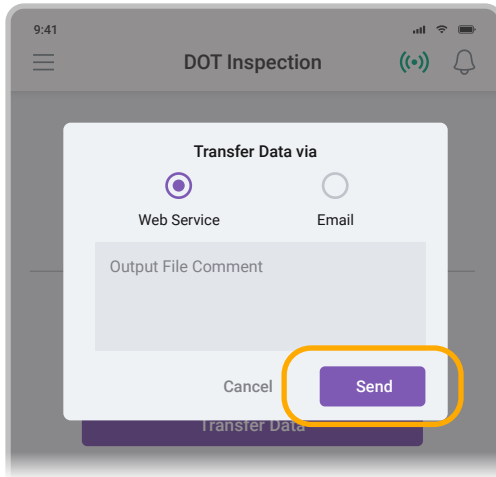 9:41
DOT Inspection
Transfer Data via
Web Service Email
Output File Comment
Cancel Send
Transfer Data